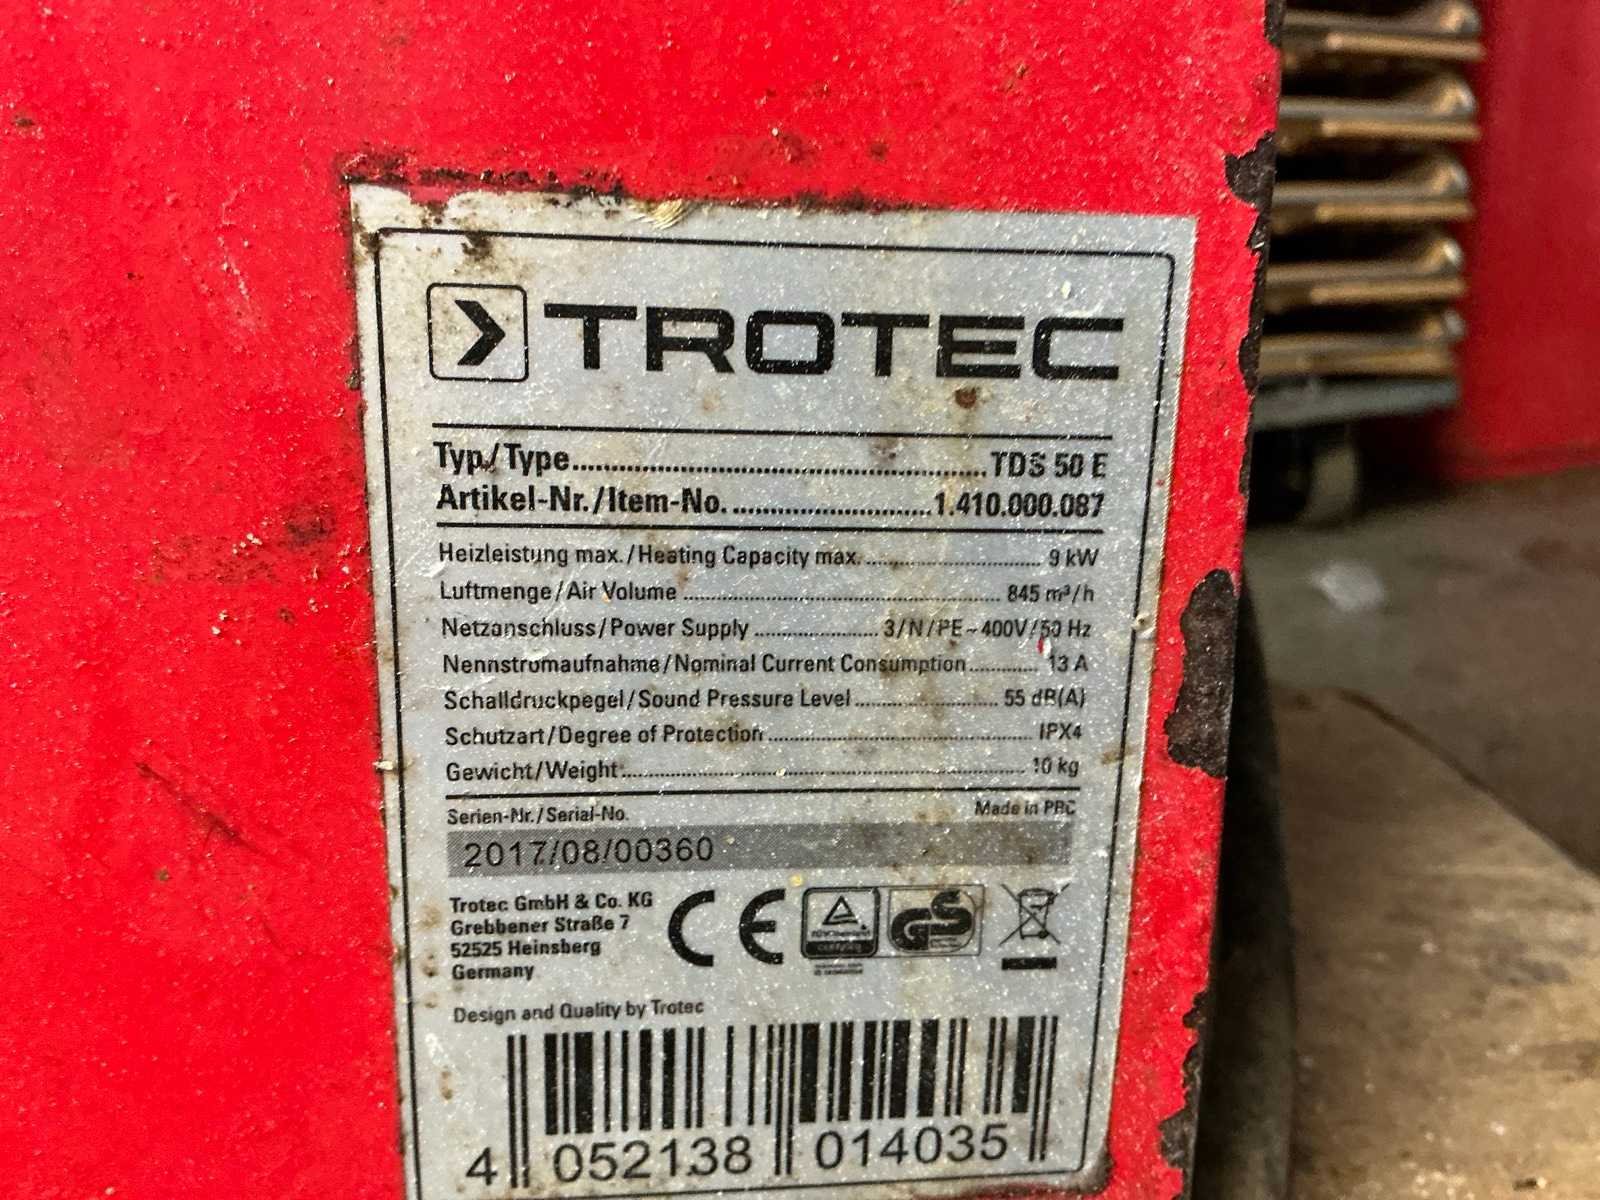 TROTEC
Typ/Type........TDS 50 E
Artikel-Nr./Item-No.........1.410.000.087
Heizleistung max./Heating Capacity max.........9 kW
Luftmenge/Air Volume........845 m³/h
Netzanschluss/Power Supply........3/N/PE~400V/50 Hz
Nennstromaufnahme/Nominal Current Consumption........13 A
Schalldruckpegel/Sound Pressure Level........55 dB(A)
Schutzart/Degree of Protection........IPX4
Gewicht/Weight........10 kg
Serien-Nr./Serial-No. Made in PRC
2017/08/00360
Trotec GmbH & Co. KG
Grebbener Straße 7
52525 Heinsberg
Germany
CE
GS
Design and Quality by Trotec
4 052138 014035